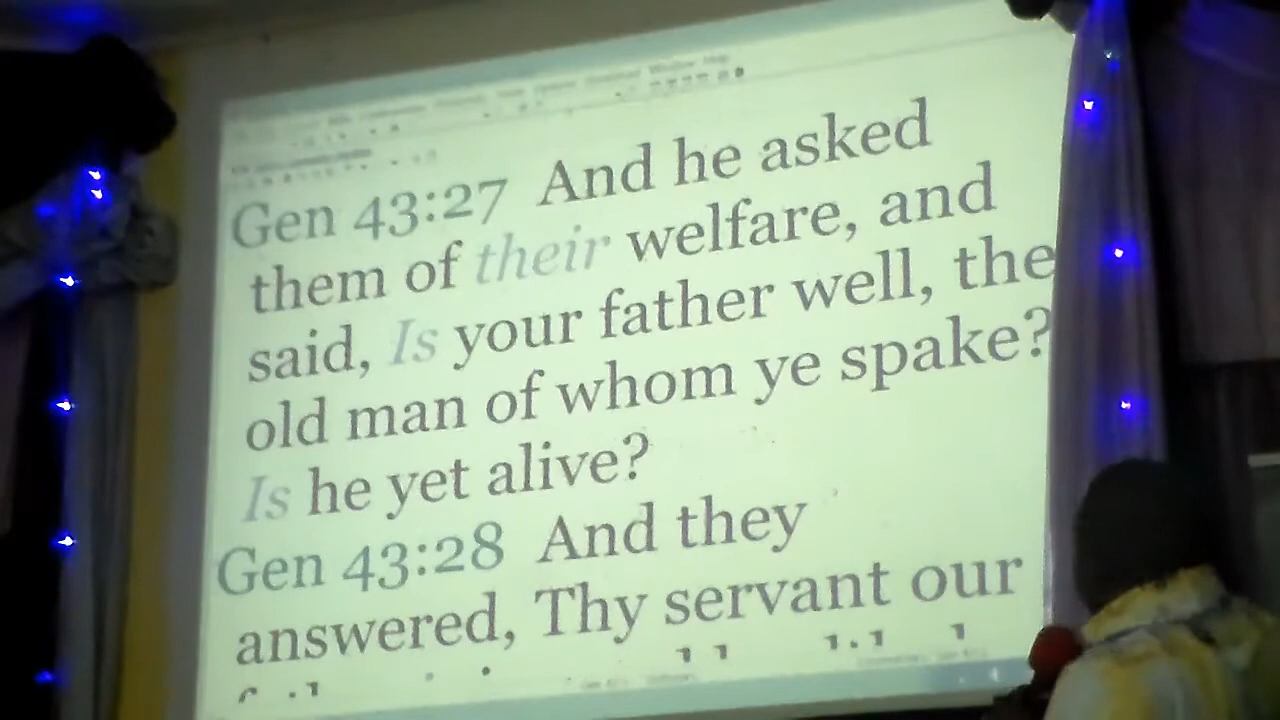 Gen 43:27 And he asked
them of their welfare, and
said, Is your father well, the
old man of whom ye spake?
Is he yet alive?
Gen 43:28 And they
answered, Thy servant our